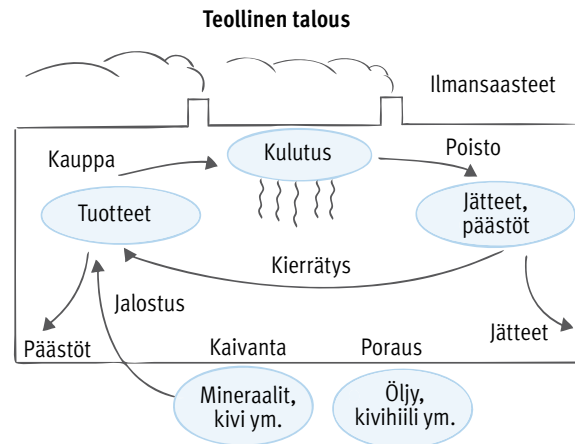 Teollinen talous
Ilmansaasteet
Kauppa
Kulutus
Poisto
Tuotteet
Jätteet,
päästöt
Kierrätys
Jalostus
Päästöt
Jätteet
Kaivanta
Poraus
Mineraalit,
kivi ym.
Öljy,
kivihiili ym.